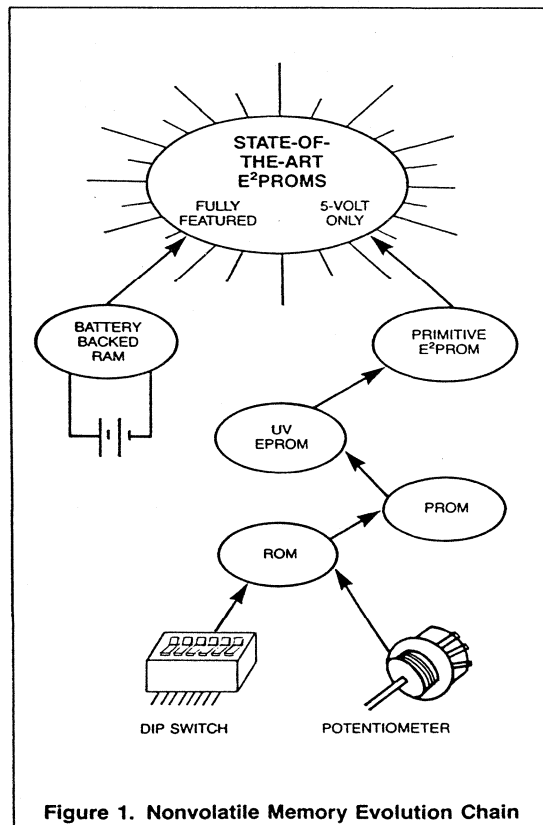 STATE-OF-
THE-ART
E²PROMS
FULLY
FEATURED
5-VOLT
ONLY
BATTERY
BACKED
RAM
PRIMITIVE
E²PROM
UV
EPROM
PROM
ROM
DIP SWITCH
POTENTIOMETER
Figure 1. Nonvolatile Memory Evolution Chain